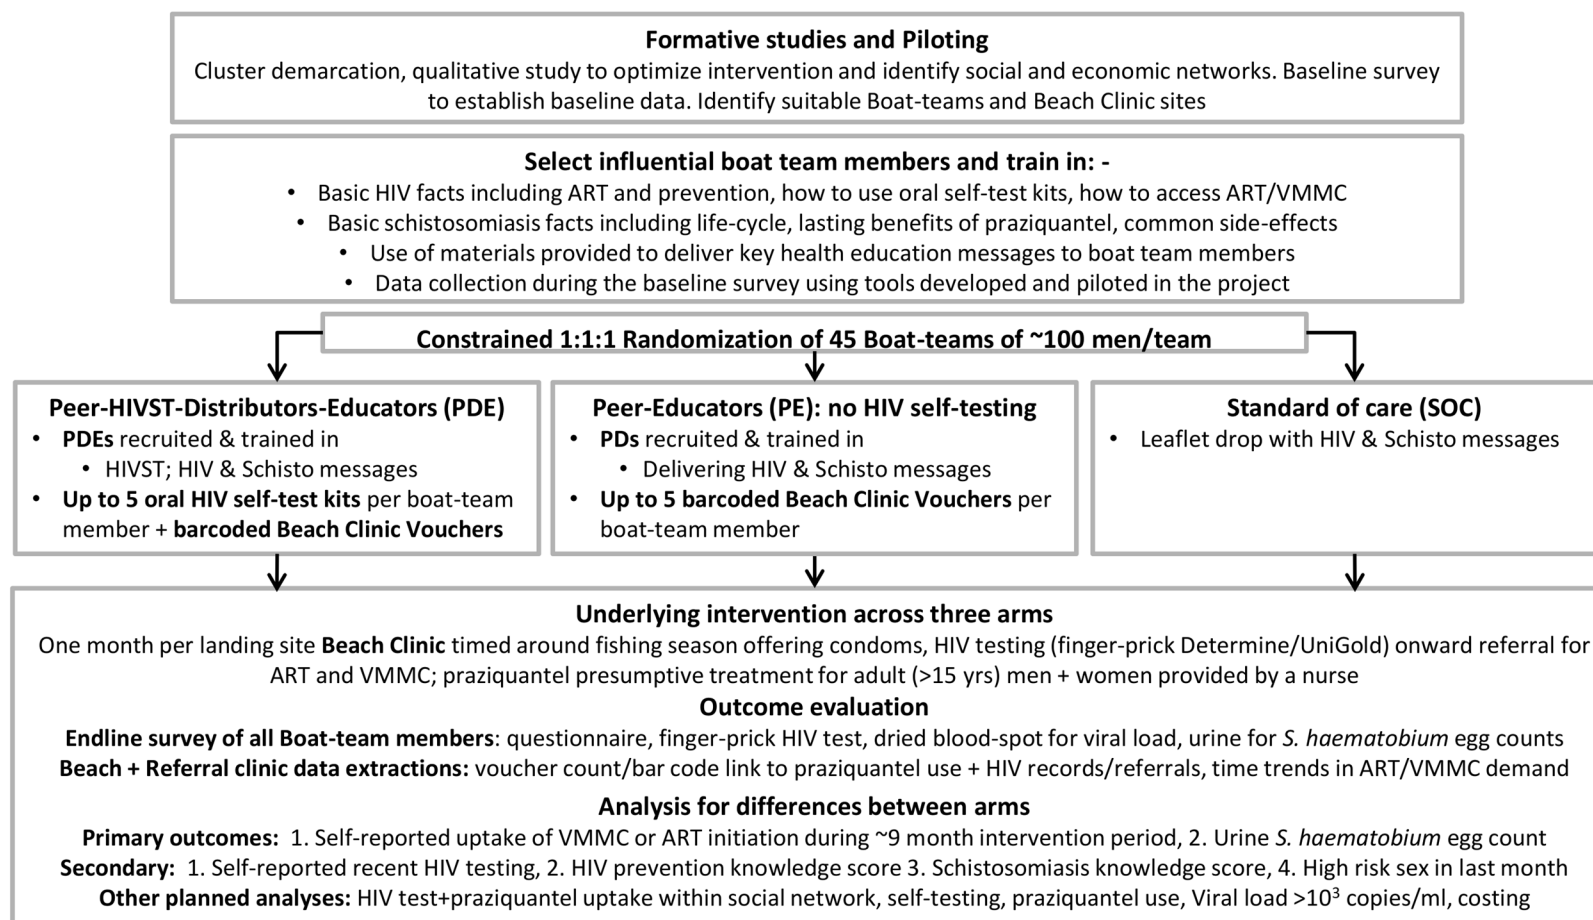 Formative studies and Piloting
Cluster demarcation, qualitative study to optimize intervention and identify social and economic networks. Baseline survey
to establish baseline data. Identify suitable Boat-teams and Beach Clinic sites
Select influential boat team members and train in: -
• Basic HIV facts including ART and prevention, how to use oral self-test kits, how to access ART/VMMC
• Basic schistosomiasis facts including life-cycle, lasting benefits of praziquantel, common side-effects
• Use of materials provided to deliver key health education messages to boat team members
• Data collection during the baseline survey using tools developed and piloted in the project
Constrained 1:1:1 Randomization of 45 Boat-teams of ~100 men/team
Peer-HIVST-Distributors-Educators (PDE)
• PDEs recruited & trained in
• HIVST; HIV & Schisto messages
• Up to 5 oral HIV self-test kits per boat-team
member + barcoded Beach Clinic Vouchers
Peer-Educators (PE): no HIV self-testing
• PDs recruited & trained in
• Delivering HIV & Schisto messages
• Up to 5 barcoded Beach Clinic Vouchers per
boat-team member
Standard of care (SOC)
• Leaflet drop with HIV & Schisto messages
Underlying intervention across three arms
One month per landing site Beach Clinic timed around fishing season offering condoms, HIV testing (finger-prick Determine/UniGold) onward referral for
ART and VMMC; praziquantel presumptive treatment for adult (>15 yrs) men + women provided by a nurse
Outcome evaluation
Endline survey of all Boat-team members: questionnaire, finger-prick HIV test, dried blood-spot for viral load, urine for S. haematobium egg counts
Beach + Referral clinic data extractions: voucher count/bar code link to praziquantel use + HIV records/referrals, time trends in ART/VMMC demand
Analysis for differences between arms
Primary outcomes: 1. Self-reported uptake of VMMC or ART initiation during ~9 month intervention period, 2. Urine S. haematobium egg count
Secondary: 1. Self-reported recent HIV testing, 2. HIV prevention knowledge score 3. Schistosomiasis knowledge score, 4. High risk sex in last month
Other planned analyses: HIV test+praziquantel uptake within social network, self-testing, praziquantel use, Viral load >10³ copies/ml, costing